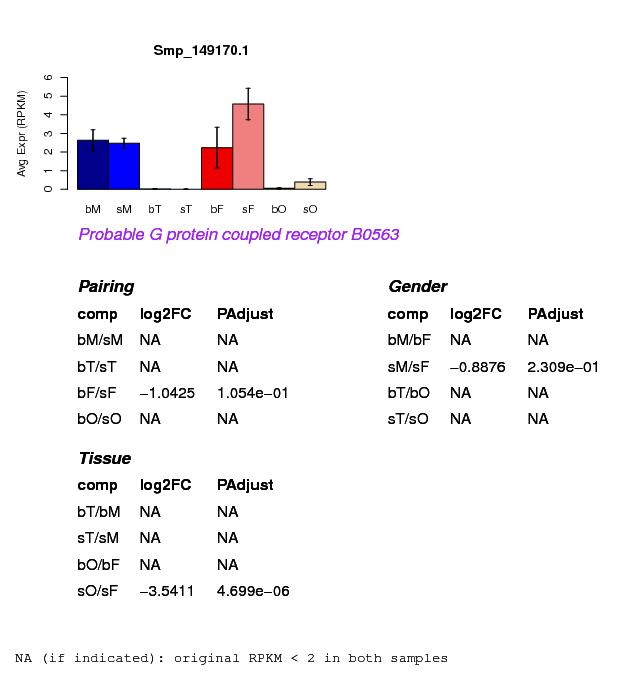 Smp_149170.1
Avg Expr (RPKM)
6
5
4
3
2
1
0
bM sM bT sT bF sF bO sO
Probable G protein coupled receptor B0563
Pairing
comp log2FC PAdjust
bM/sM NA NA
bT/sT NA NA
bF/sF −1.0425 1.054e−01
bO/sO NA NA
Gender
comp log2FC PAdjust
bM/bF NA NA
sM/sF −0.8876 2.309e−01
bT/bO NA NA
sT/sO NA NA
Tissue
comp log2FC PAdjust
bT/bM NA NA
sT/sM NA NA
bO/bF NA NA
sO/sF −3.5411 4.699e−06
NA (if indicated): original RPKM < 2 in both samples